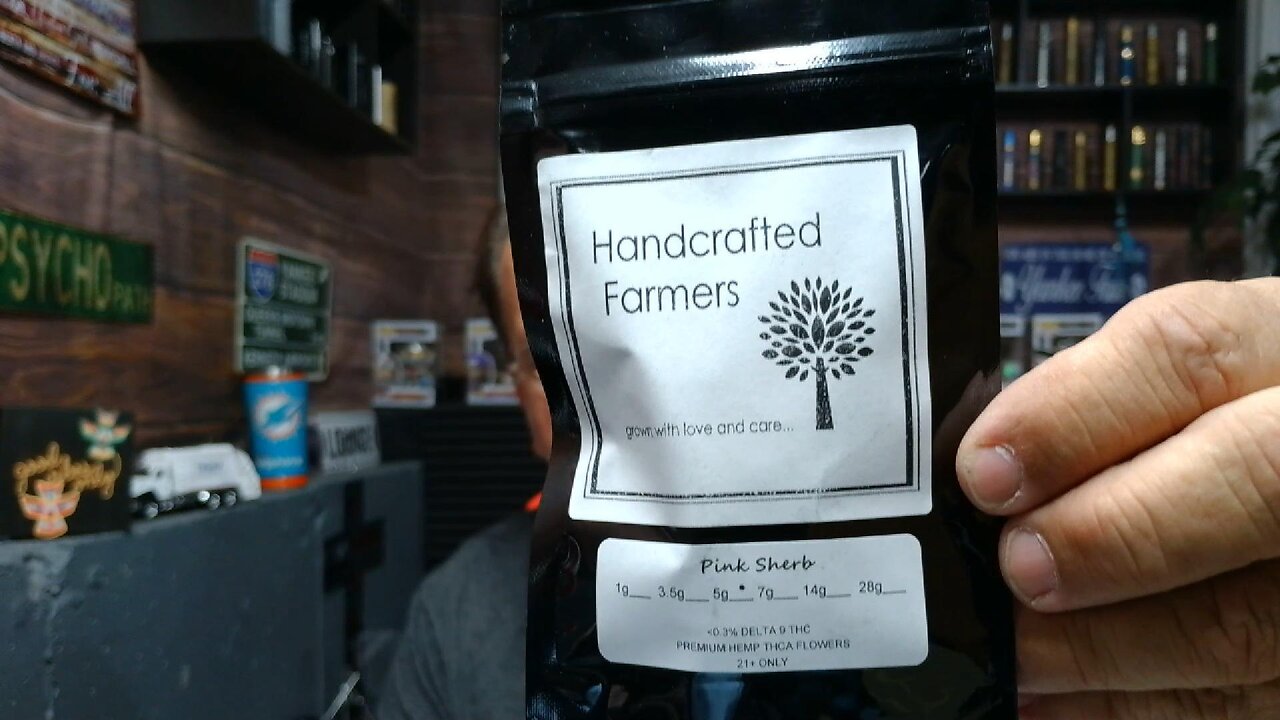 PSYCHO PATH
Handcrafted
Farmers
grown with love and care...
Pink Sherb
1g___ 3.5g___ 5g___ 7g___ 14g___ 28g___
<0.3% DELTA 9 THC
PREMIUM HEMP THCA FLOWERS
21+ ONLY